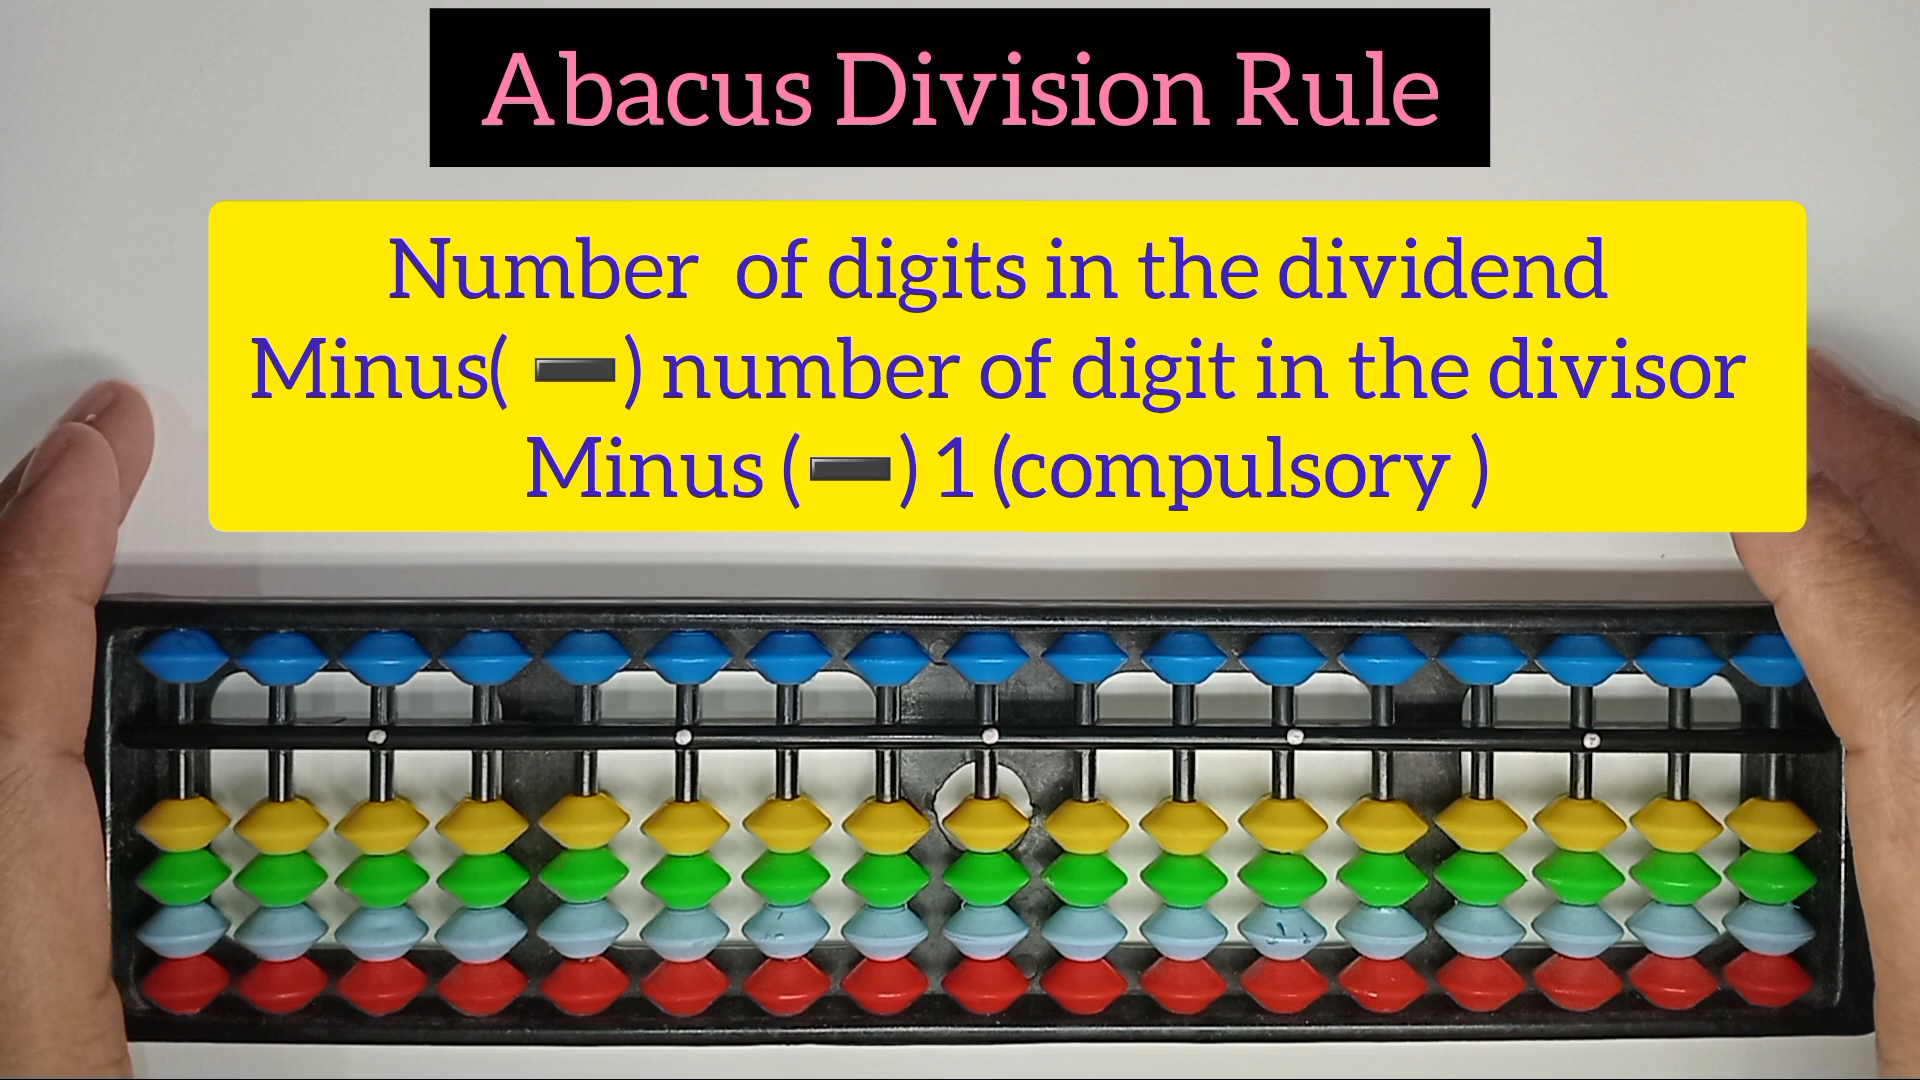 Abacus Division Rule
Number of digits in the dividend
Minus( ➖) number of digit in the divisor
Minus (➖) 1 (compulsory )